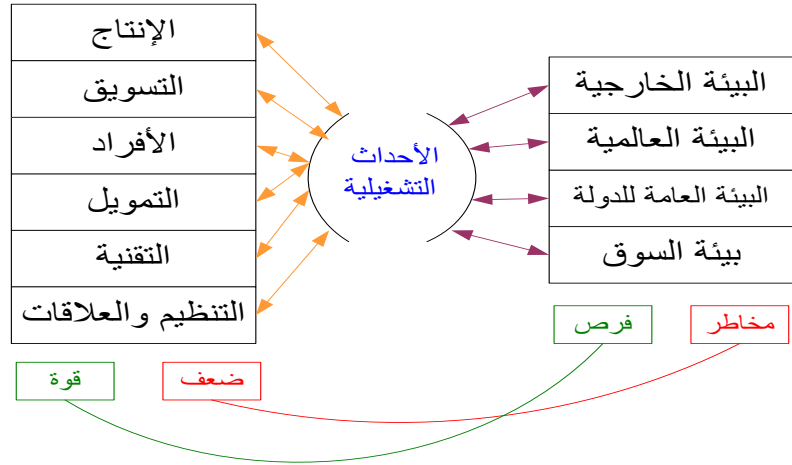 البيئة الخارجية
البيئة العالمية
البيئة العامة للدولة
بيئة السوق
الأحداث
التشغيلية
الإنتاج
التسويق
الأفراد
التمويل
التقنية
التنظيم والعلاقات
مخاطر
فرص
ضعف
قوة